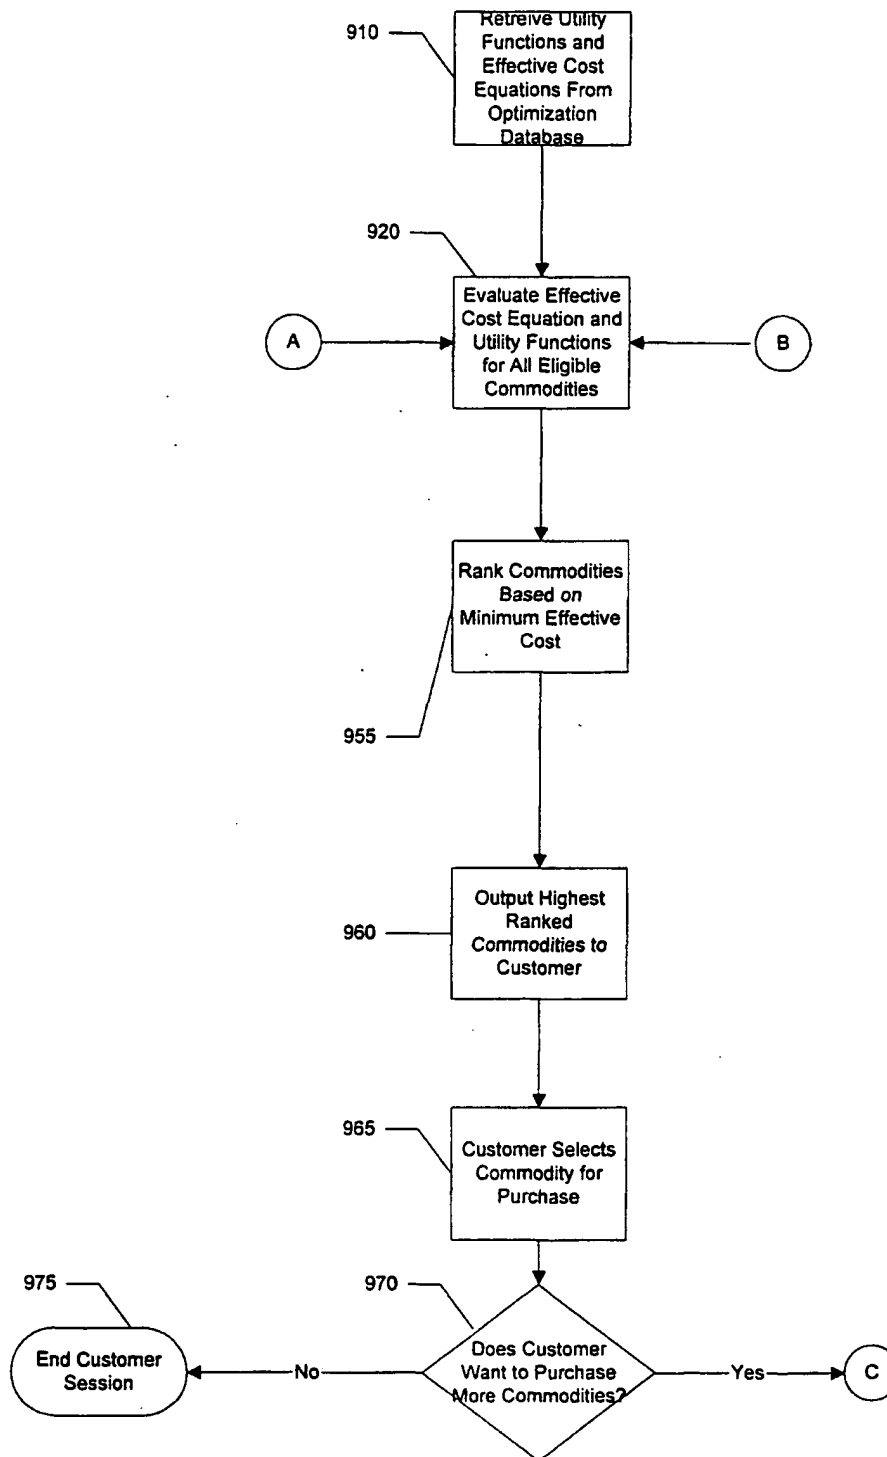 910
Retreive Utility
Functions and
Effective Cost
Equations From
Optimization
Database
920
Evaluate Effective
Cost Equation and
Utility Functions
for All Eligible
Commodities
A
B
Rank Commodities
Based on
Minimum Effective
Cost
955
Output Highest
Ranked
Commodities to
Customer
960
965
Customer Selects
Commodity for
Purchase
975
970
End Customer
Session
No
Does Customer
Want to Purchase
More Commodities?
Yes
C